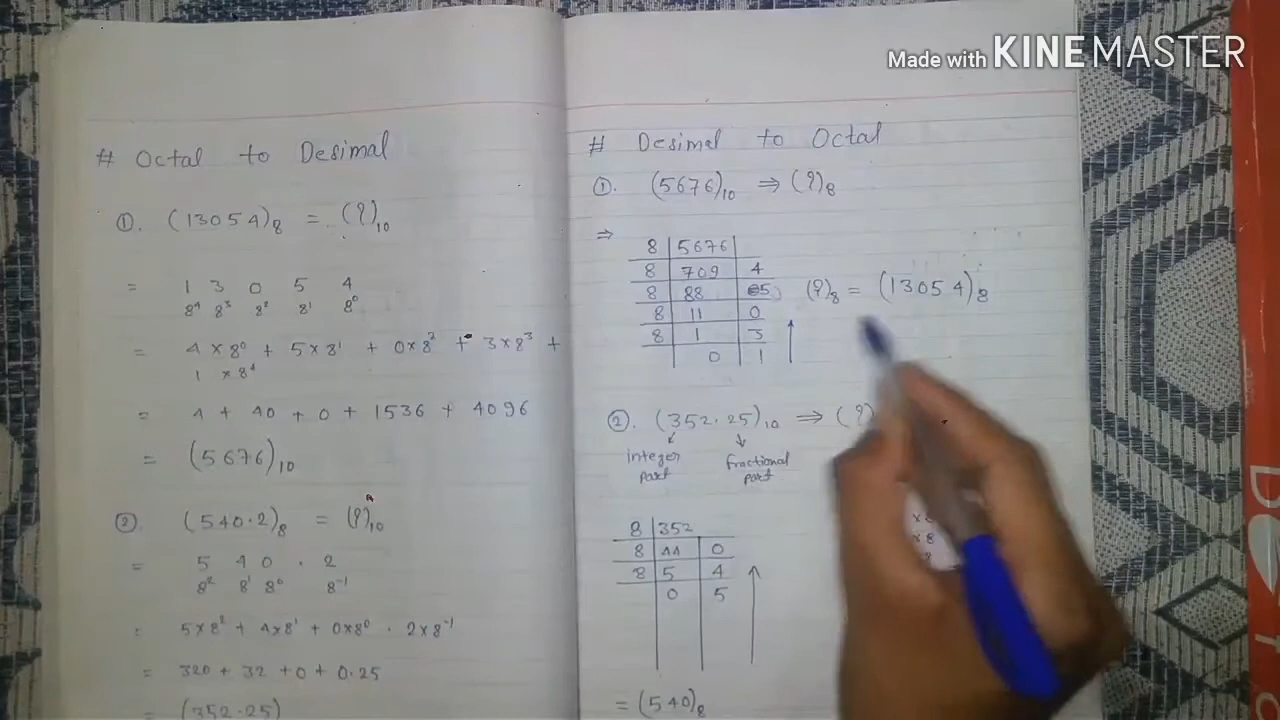 Made with KINEMASTER
# Octal to Desimal
①. (13054)₈ = (?)₁₀
= 1 3 0 5 4
8⁴ 8³ 8² 8¹ 8⁰
= 4 × 8⁰ + 5 × 8¹ + 0×8² + 3×8³ +
1 × 8⁴
= 4 + 40 + 0 + 1536 + 4096
= (5676)₁₀
②. (540.2)₈ = (?)₁₀
= 5 4 0 . 2
8² 8¹ 8⁰ 8⁻¹
= 5×8² + 4×8¹ + 0×8⁰ . 2×8⁻¹
= 320 + 32 + 0 + 0.25
= (352.25)
# Desimal to Octal
①. (5676)₁₀ ⇒ (?)₈
⇒
8 5676
8 709 4
8 88 5
8 11 0
8 1 3
0 1
(?)₈ = (13054)₈
②. (352.25)₁₀ ⇒ (?)
integer part
fractional part
8 352
8 44 0
8 5 4
0 5
= (540)₈
×8
8